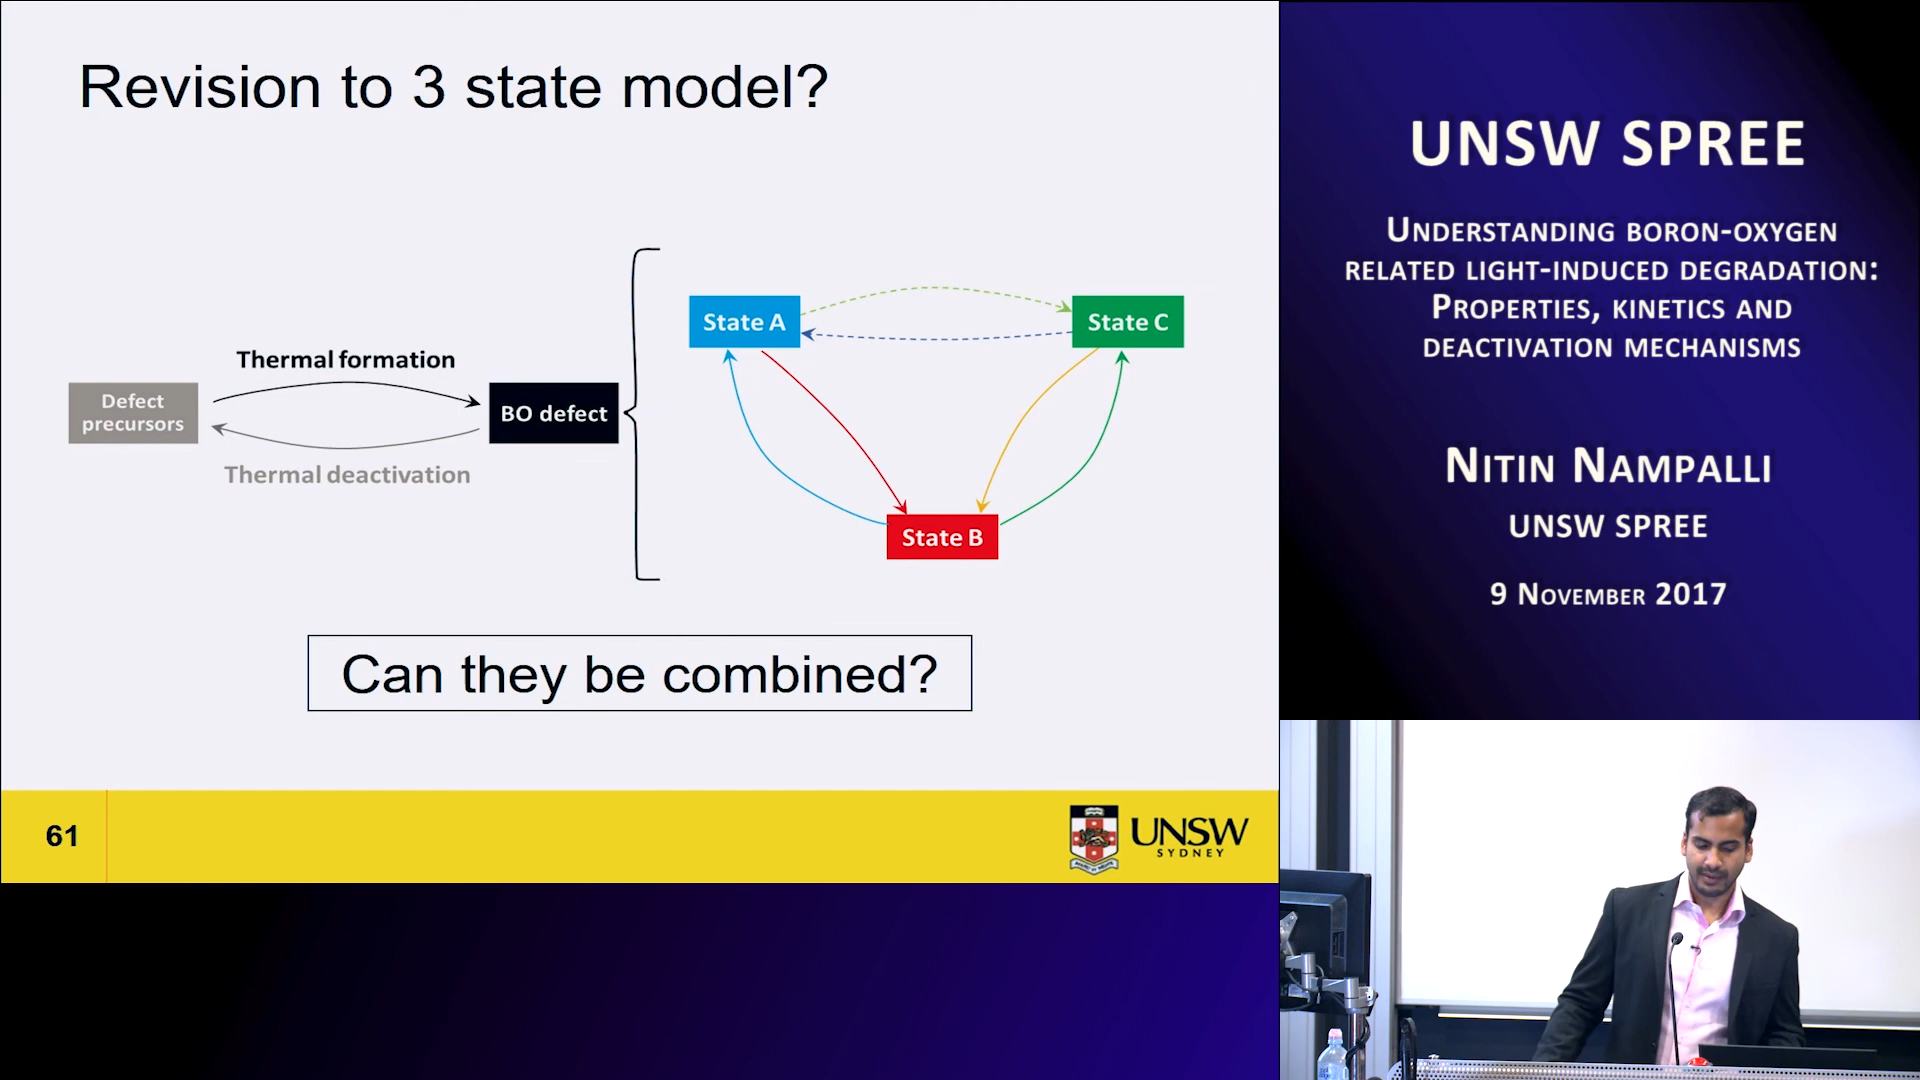 Revision to 3 state model?
Thermal formation
Defect
precursors
BO defect
Thermal deactivation
State A
State C
State B
Can they be combined?
61
UNSW
SYDNEY
UNSW SPREE
Understanding boron-oxygen
related light-induced degradation:
Properties, kinetics and
deactivation mechanisms
Nitin Nampalli
UNSW SPREE
9 November 2017